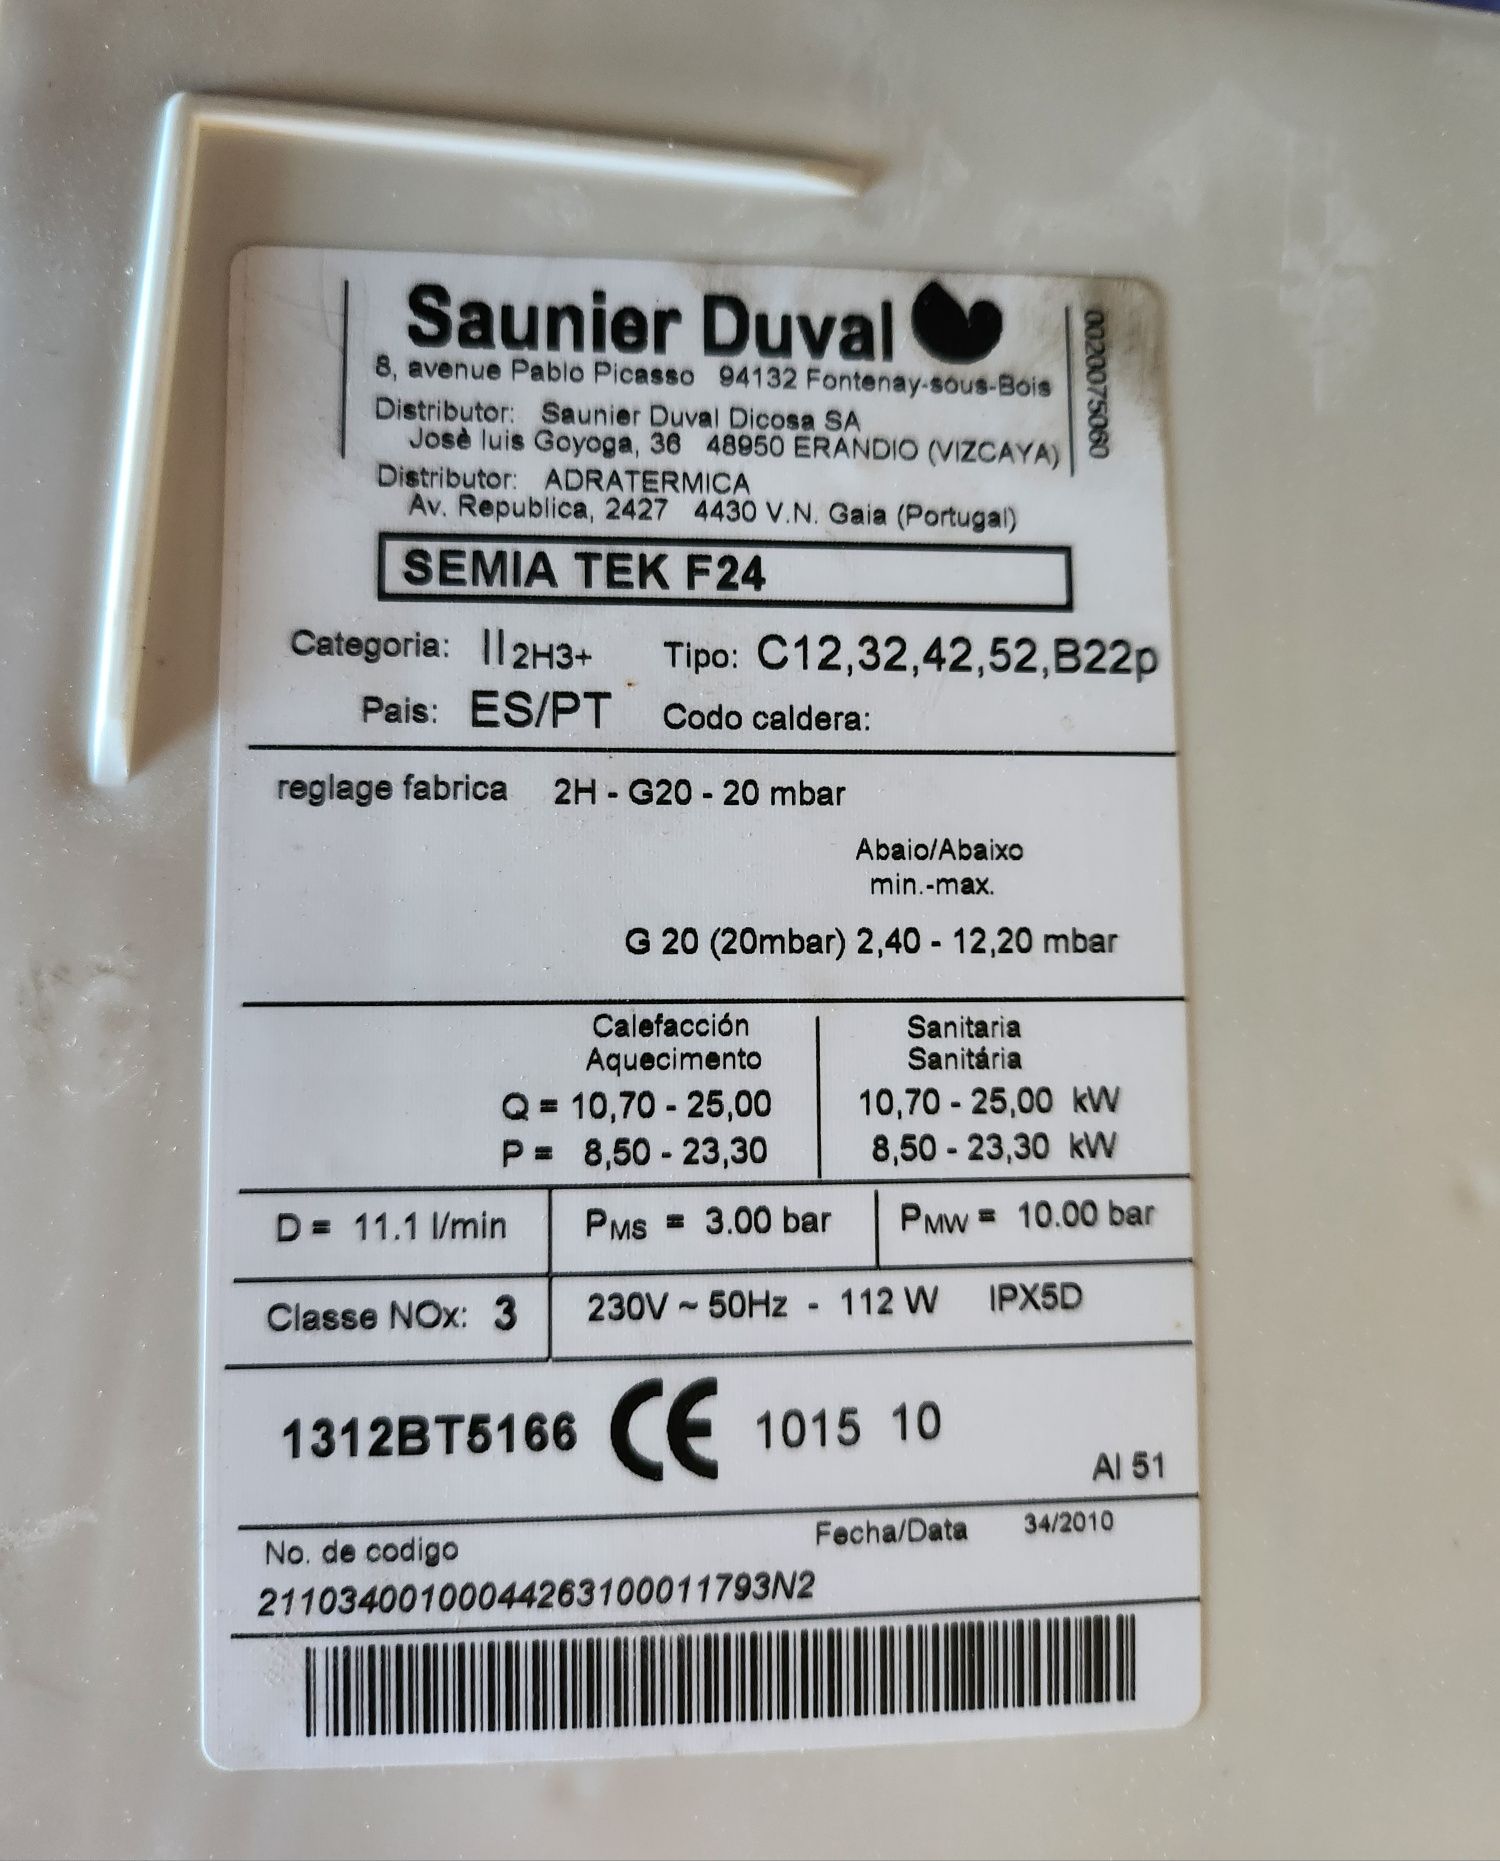 Saunier Duval
8, avenue Pablo Picasso 94132 Fontenay-sous-Bois
Distributor: Saunier Duval Dicosa SA
Josè luis Goyoga, 36 48950 ERANDIO (VIZCAYA)
Distributor: ADRATERMICA
Av. Republica, 2427 4430 V.N. Gaia (Portugal)
0020075060
SEMIA TEK F24
Categoria: II2H3+ Tipo: C12,32,42,52,B22p
Pais: ES/PT Codo caldera:
reglage fabrica 2H - G20 - 20 mbar
Abaio/Abaixo
min.-max.
G 20 (20mbar) 2,40 - 12,20 mbar
Calefacción Sanitaria
Aquecimento Sanitária
Q = 10,70 - 25,00 10,70 - 25,00 kW
P = 8,50 - 23,30 8,50 - 23,30 kW
D = 11.1 l/min PMS = 3.00 bar PMW = 10.00 bar
Classe NOx: 3 230V ~ 50Hz - 112 W IPX5D
1312BT5166 CE 1015 10
AI 51
No. de codigo Fecha/Data 34/2010
2110340010004426310001​1793N2